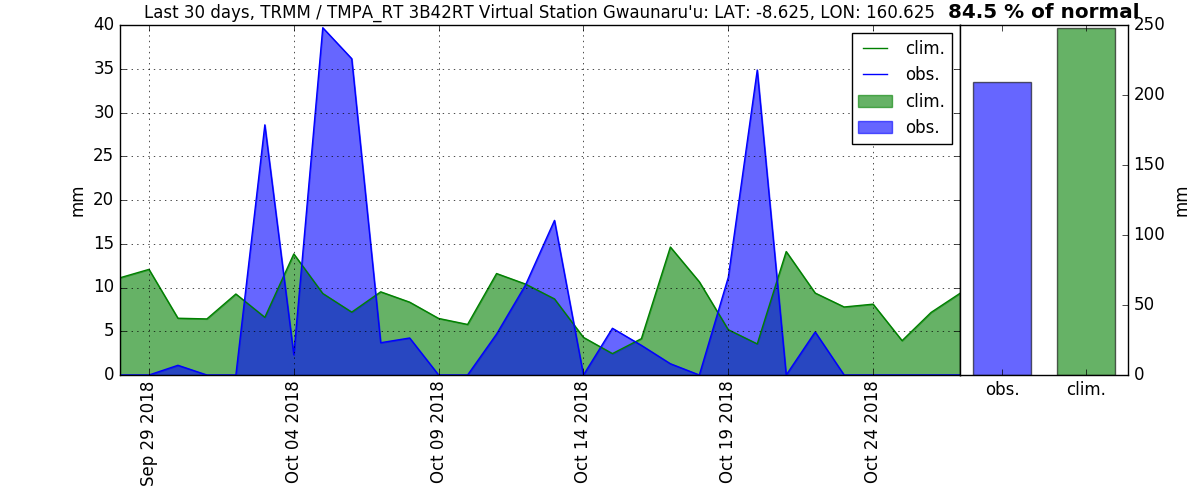 Last 30 days, TRMM / TMPA_RT 3B42RT Virtual Station Gwaunaru'u: LAT: -8.625, LON: 160.625
84.5 % of normal
40
35
30
25
20
15
10
5
0
mm
clim.
obs.
clim.
obs.
Sep 29 2018
Oct 04 2018
Oct 09 2018
Oct 14 2018
Oct 19 2018
Oct 24 2018
250
200
150
100
50
0
mm
obs.
clim.